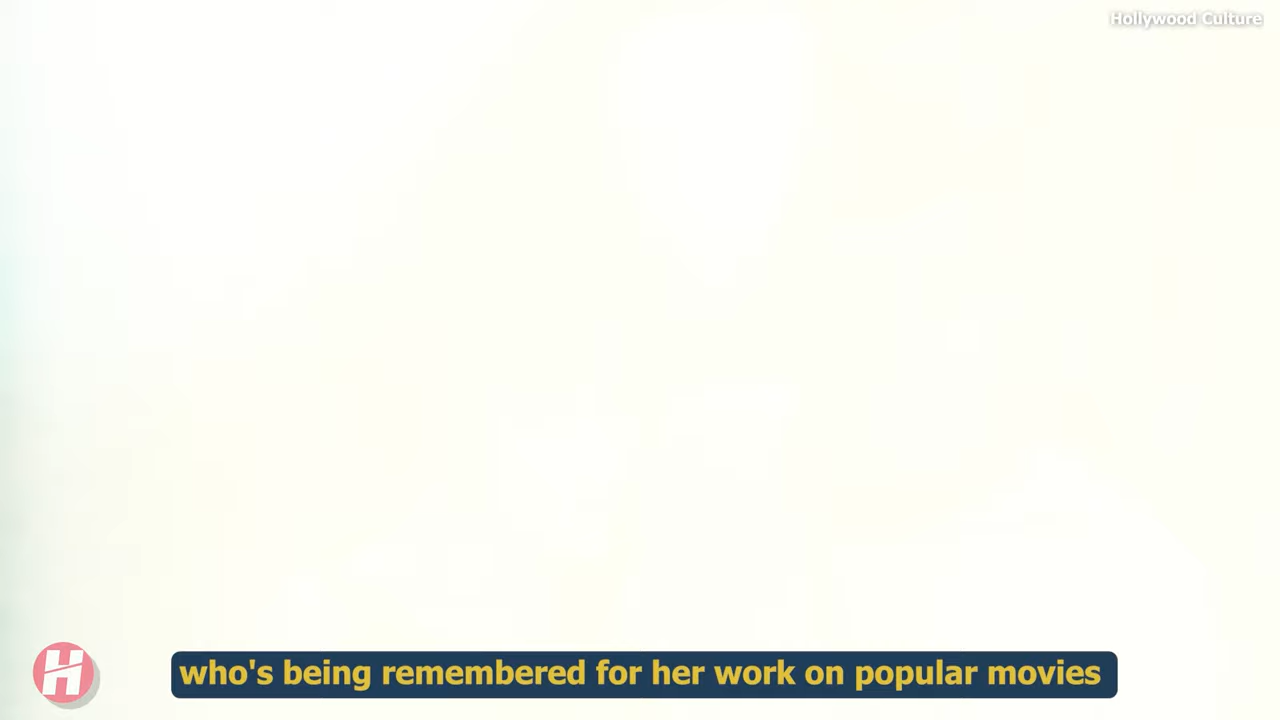 Hollywood Culture
H
who's being remembered for her work on popular movies